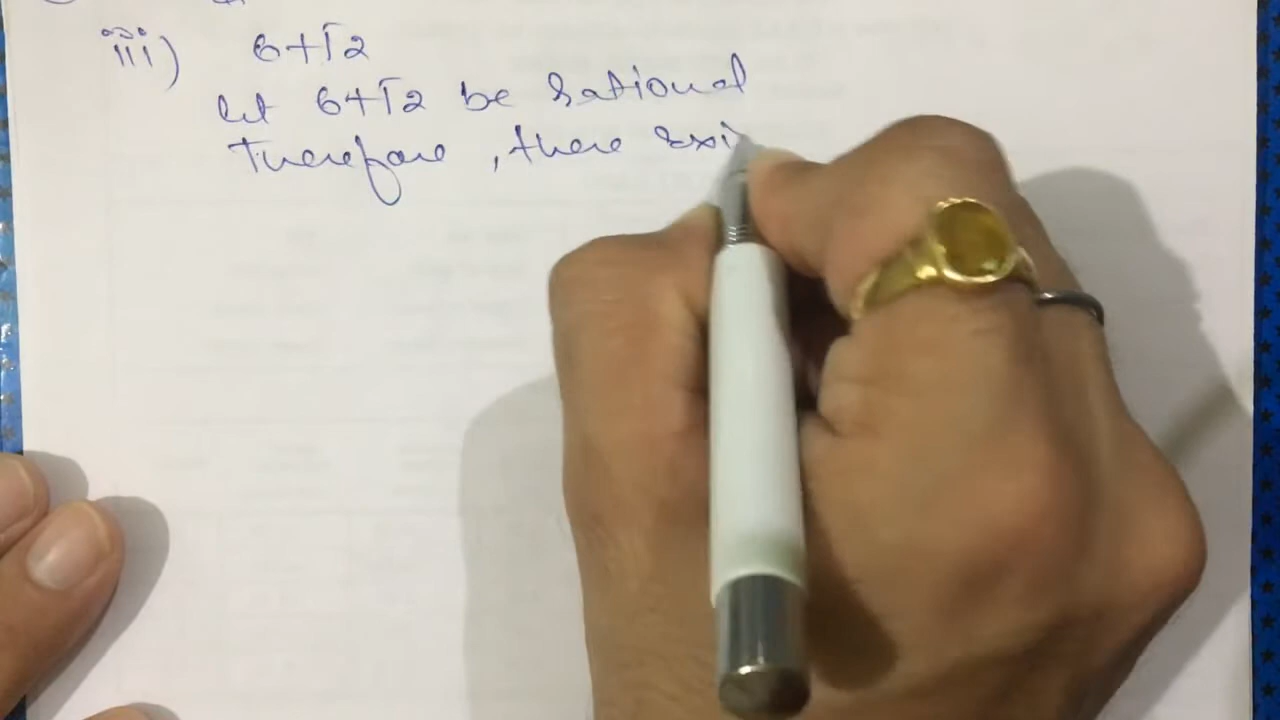 iii) 6+√2
let 6+√2 be rational
Therefore, there exi